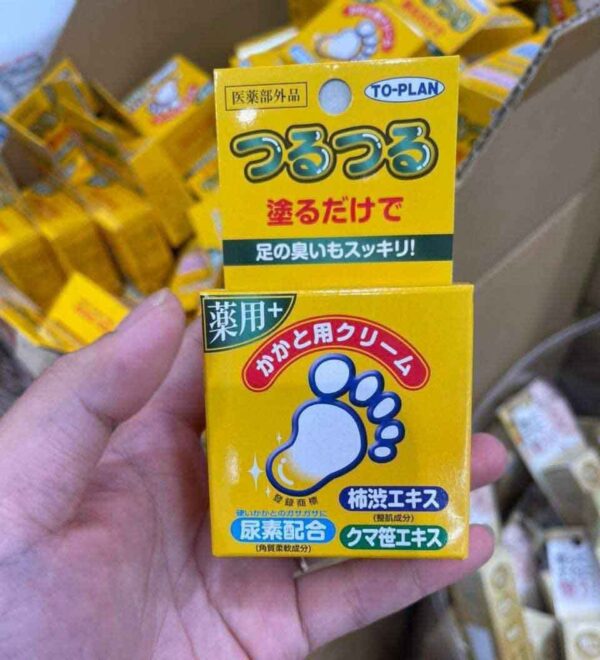 医薬部外品
TO-PLAN
つるつる
塗るだけで
足の臭いもスッキリ!
薬用+
かかと用クリーム
登録商標
柿渋エキス
(整肌成分)
硬いかかとのガサガサに
尿素配合
(角質柔軟成分)
クマ笹エキス